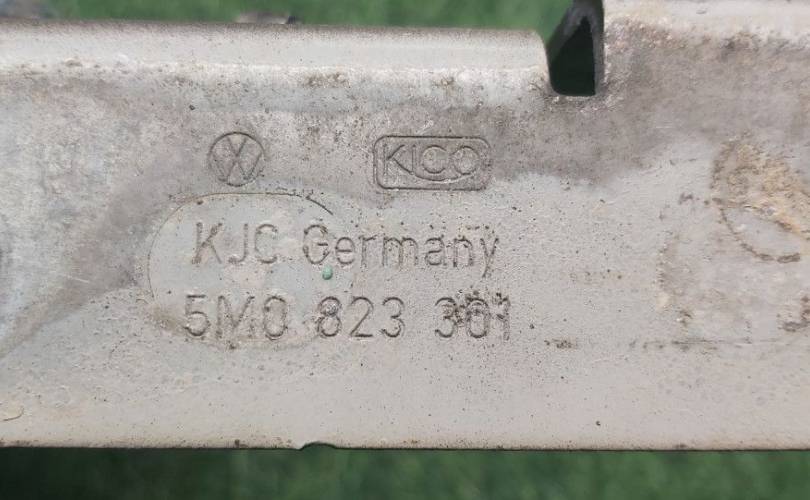 KICO
KJC Germany
5M0 823 301